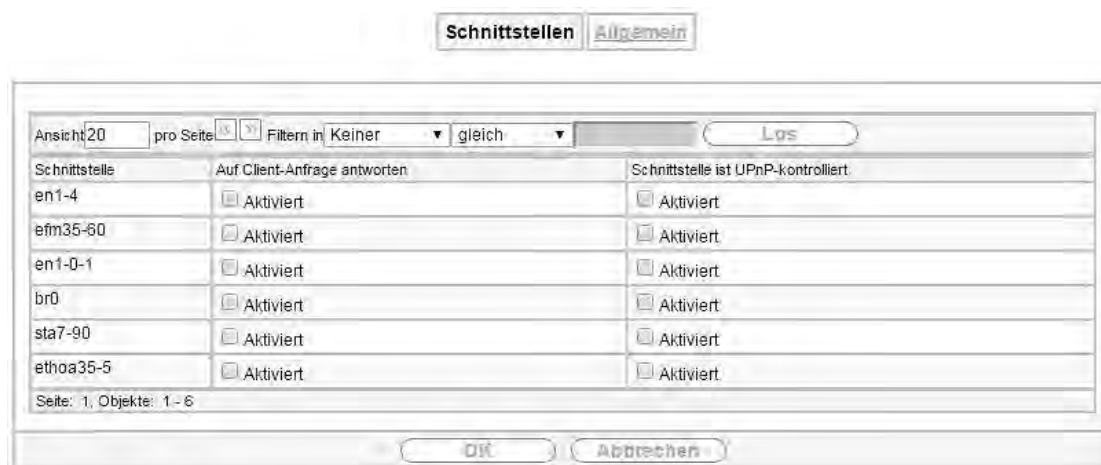 Schnittstellen Allgemein
Ansicht 20 pro Seite << >> Filtern in Keiner gleich Los
Schnittstelle Auf Client-Anfrage antworten Schnittstelle ist UPnP-kontrolliert
en1-4 Aktiviert Aktiviert
efm35-60 Aktiviert Aktiviert
en1-0-1 Aktiviert Aktiviert
br0 Aktiviert Aktiviert
sta7-90 Aktiviert Aktiviert
ethoa35-5 Aktiviert Aktiviert
Seite: 1, Objekte: 1 - 6
OK Abbrechen